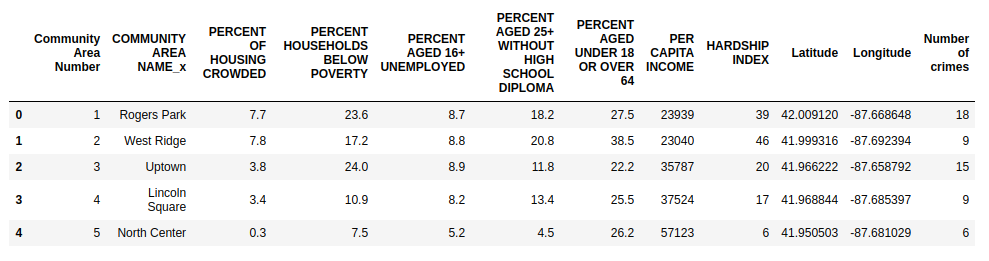 Community Area Number COMMUNITY AREA NAME_x PERCENT OF HOUSING CROWDED PERCENT HOUSEHOLDS BELOW POVERTY PERCENT AGED 16+ UNEMPLOYED PERCENT AGED 25+ WITHOUT HIGH SCHOOL DIPLOMA PERCENT AGED UNDER 18 OR OVER 64 PER CAPITA INCOME HARDSHIP INDEX Latitude Longitude Number of crimes
0 1 Rogers Park 7.7 23.6 8.7 18.2 27.5 23939 39 42.009120 -87.668648 18
1 2 West Ridge 7.8 17.2 8.8 20.8 38.5 23040 46 41.999316 -87.692394 9
2 3 Uptown 3.8 24.0 8.9 11.8 22.2 35787 20 41.966222 -87.658792 15
3 4 Lincoln Square 3.4 10.9 8.2 13.4 25.5 37524 17 41.968844 -87.685397 9
4 5 North Center 0.3 7.5 5.2 4.5 26.2 57123 6 41.950503 -87.681029 6